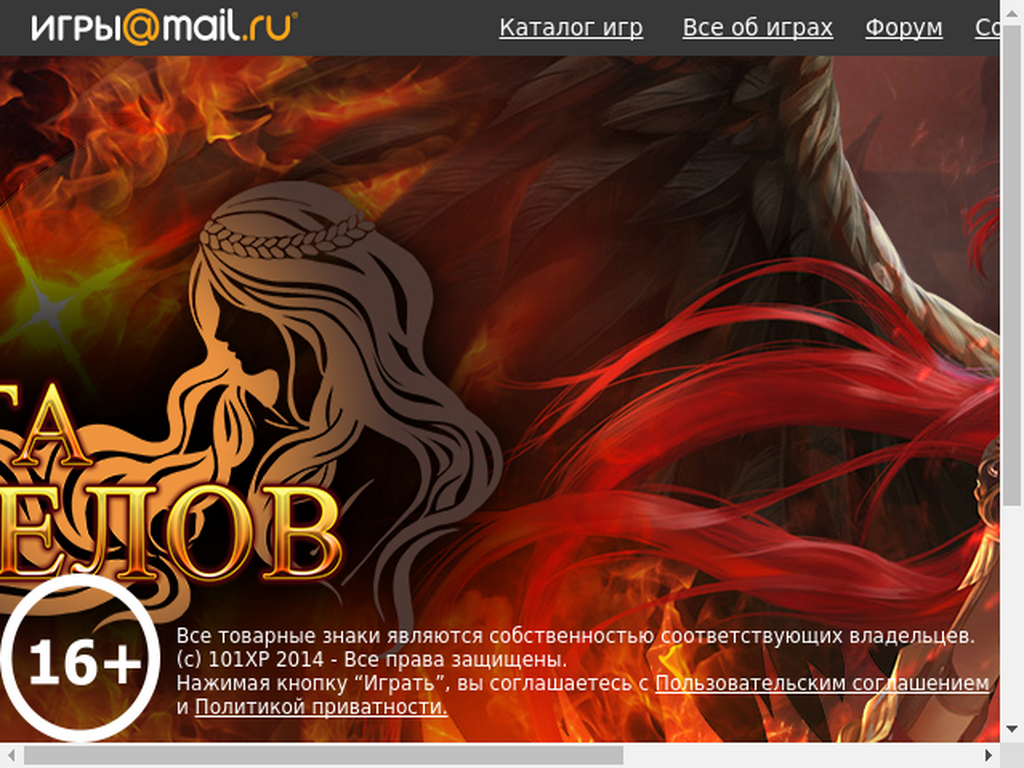 игры@mail.ru
Каталог игр Все об играх Форум Со
ГА
ЕЛОВ
16+
Все товарные знаки являются собственностью соответствующих владельцев.
(c) 101XP 2014 - Все права защищены.
Нажимая кнопку “Играть”, вы соглашаетесь с Пользовательским соглашением
и Политикой приватности.